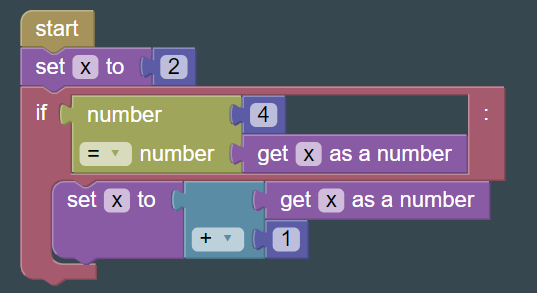 start
set x to 2
if number 4 :
= ▼ number get x as a number
set x to get x as a number
+ ▼ 1